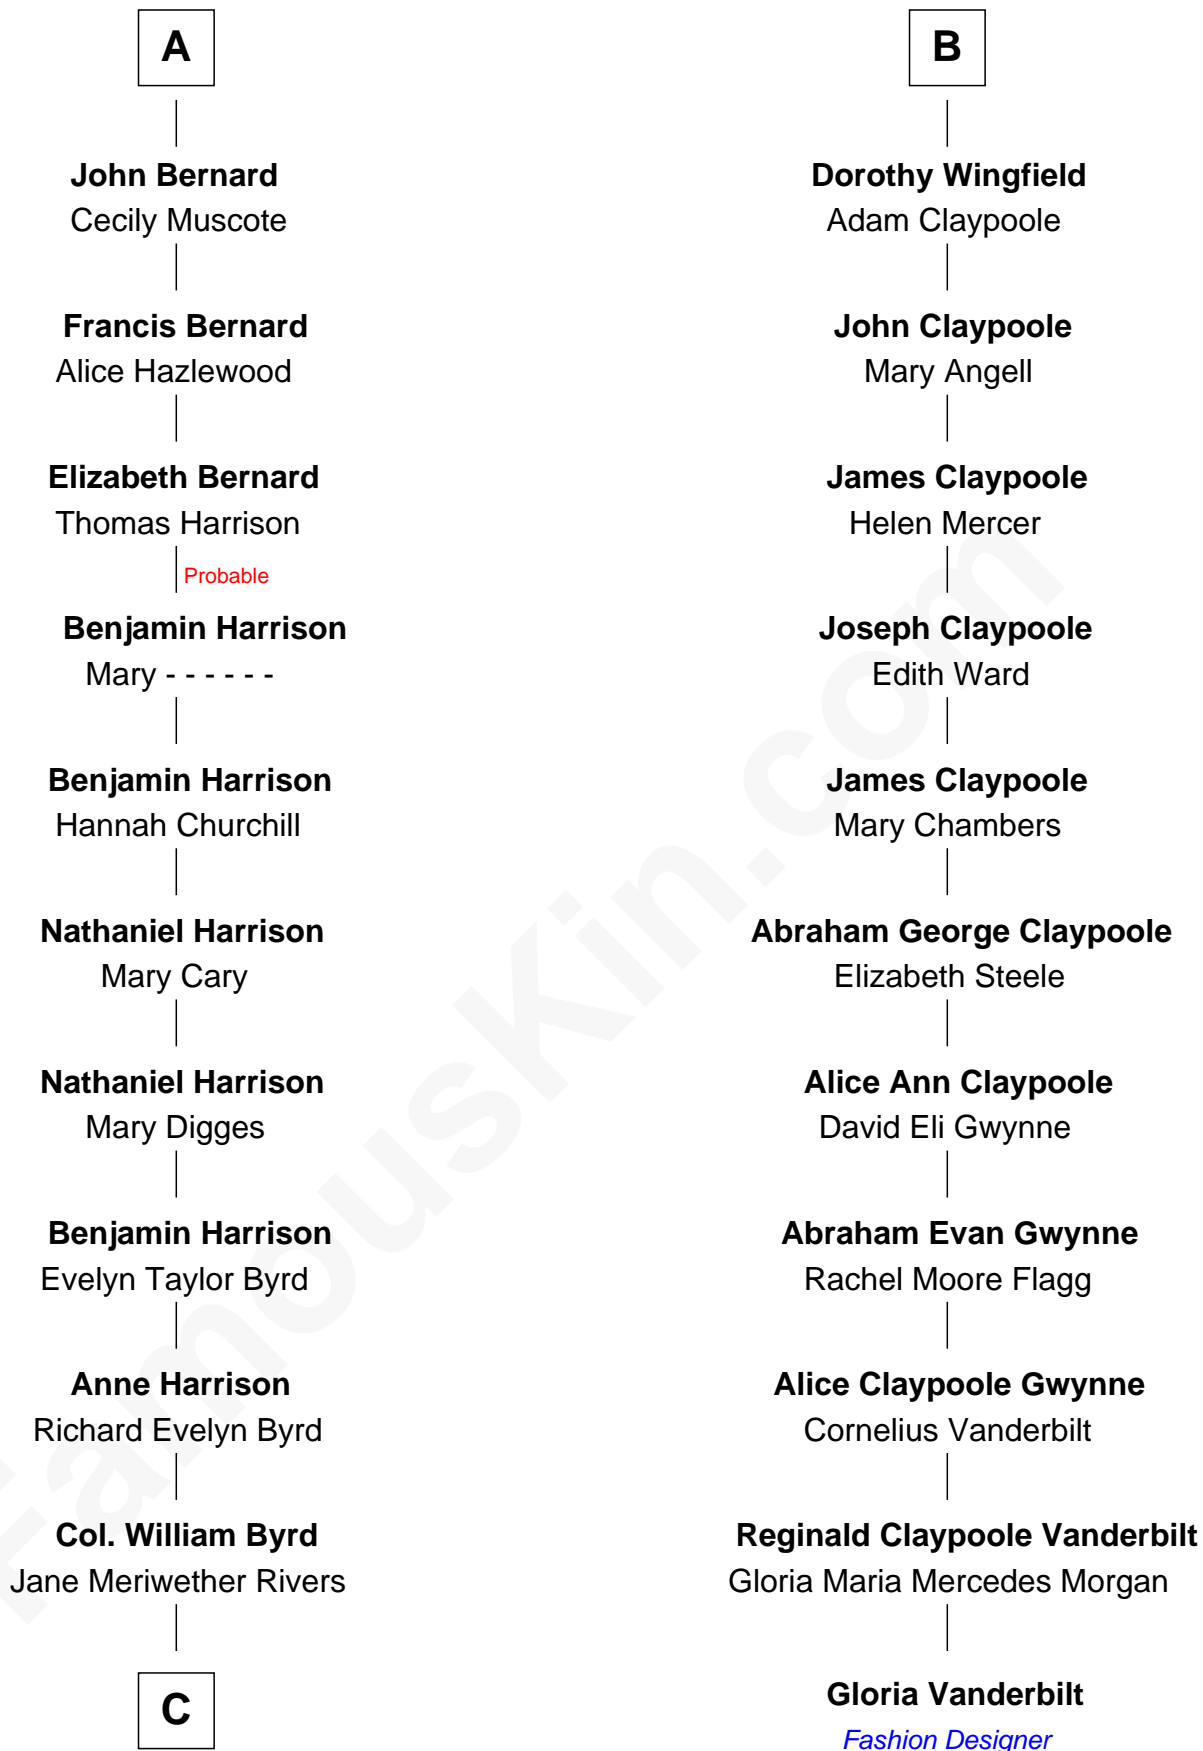 A
John Bernard
Cecily Muscote
Francis Bernard
Alice Hazlewood
Elizabeth Bernard
Thomas Harrison
Probable
Benjamin Harrison
Mary - - - - - -
Benjamin Harrison
Hannah Churchill
Nathaniel Harrison
Mary Cary
Nathaniel Harrison
Mary Digges
Benjamin Harrison
Evelyn Taylor Byrd
Anne Harrison
Richard Evelyn Byrd
Col. William Byrd
Jane Meriwether Rivers
C
B
Dorothy Wingfield
Adam Claypoole
John Claypoole
Mary Angell
James Claypoole
Helen Mercer
Joseph Claypoole
Edith Ward
James Claypoole
Mary Chambers
Abraham George Claypoole
Elizabeth Steele
Alice Ann Claypoole
David Eli Gwynne
Abraham Evan Gwynne
Rachel Moore Flagg
Alice Claypoole Gwynne
Cornelius Vanderbilt
Reginald Claypoole Vanderbilt
Gloria Maria Mercedes Morgan
Gloria Vanderbilt
Fashion Designer
FamousKin.com